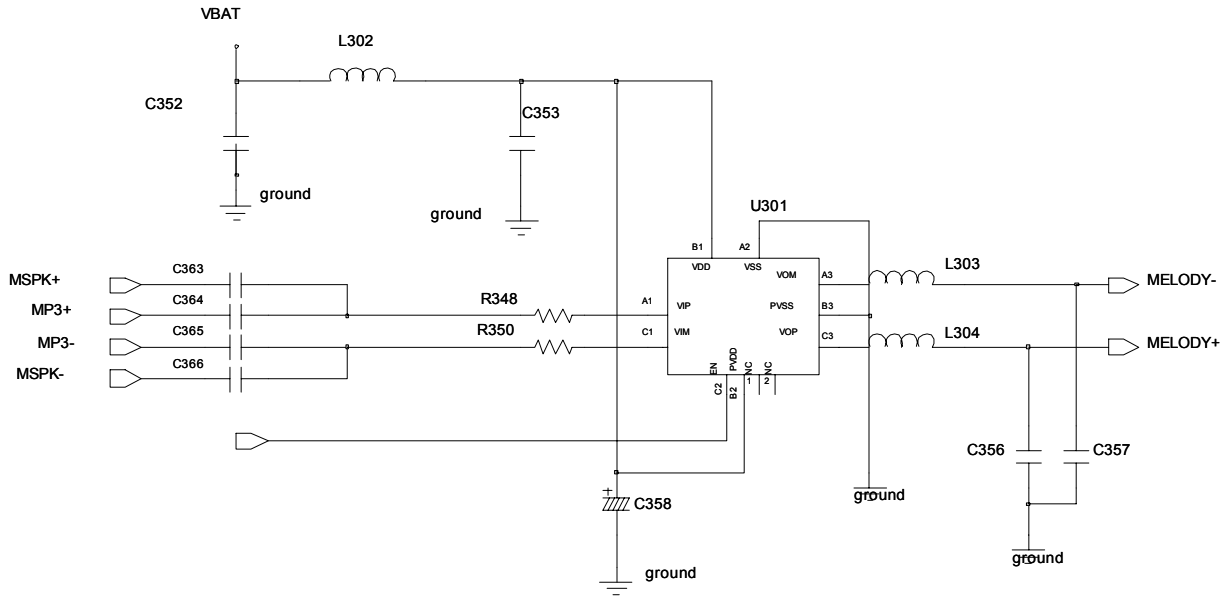 VBAT
L302
C352
C353
ground
ground
U301
B1
A2
VDD
VSS
MSPK+
C363
VOM
A3
L303
MELODY-
MP3+
C364
R348
A1
VIP
PVSS
B3
MP3-
C365
R350
C1
VIM
VOP
C3
L304
MELODY+
MSPK-
C366
EN
PVDD
NC
NC
C2
B2
1
2
C356
C357
+
C358
ground
ground
ground